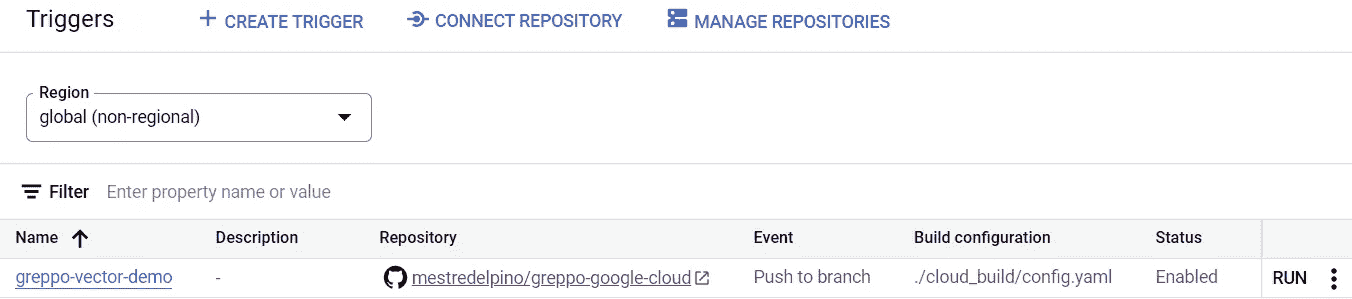 Triggers CREATE TRIGGER CONNECT REPOSITORY MANAGE REPOSITORIES
Region
global (non-regional)
Filter Enter property name or value
Name Description Repository Event Build configuration Status
greppo-vector-demo - mestredelpino/greppo-google-cloud Push to branch ./cloud_build/config.yaml Enabled RUN